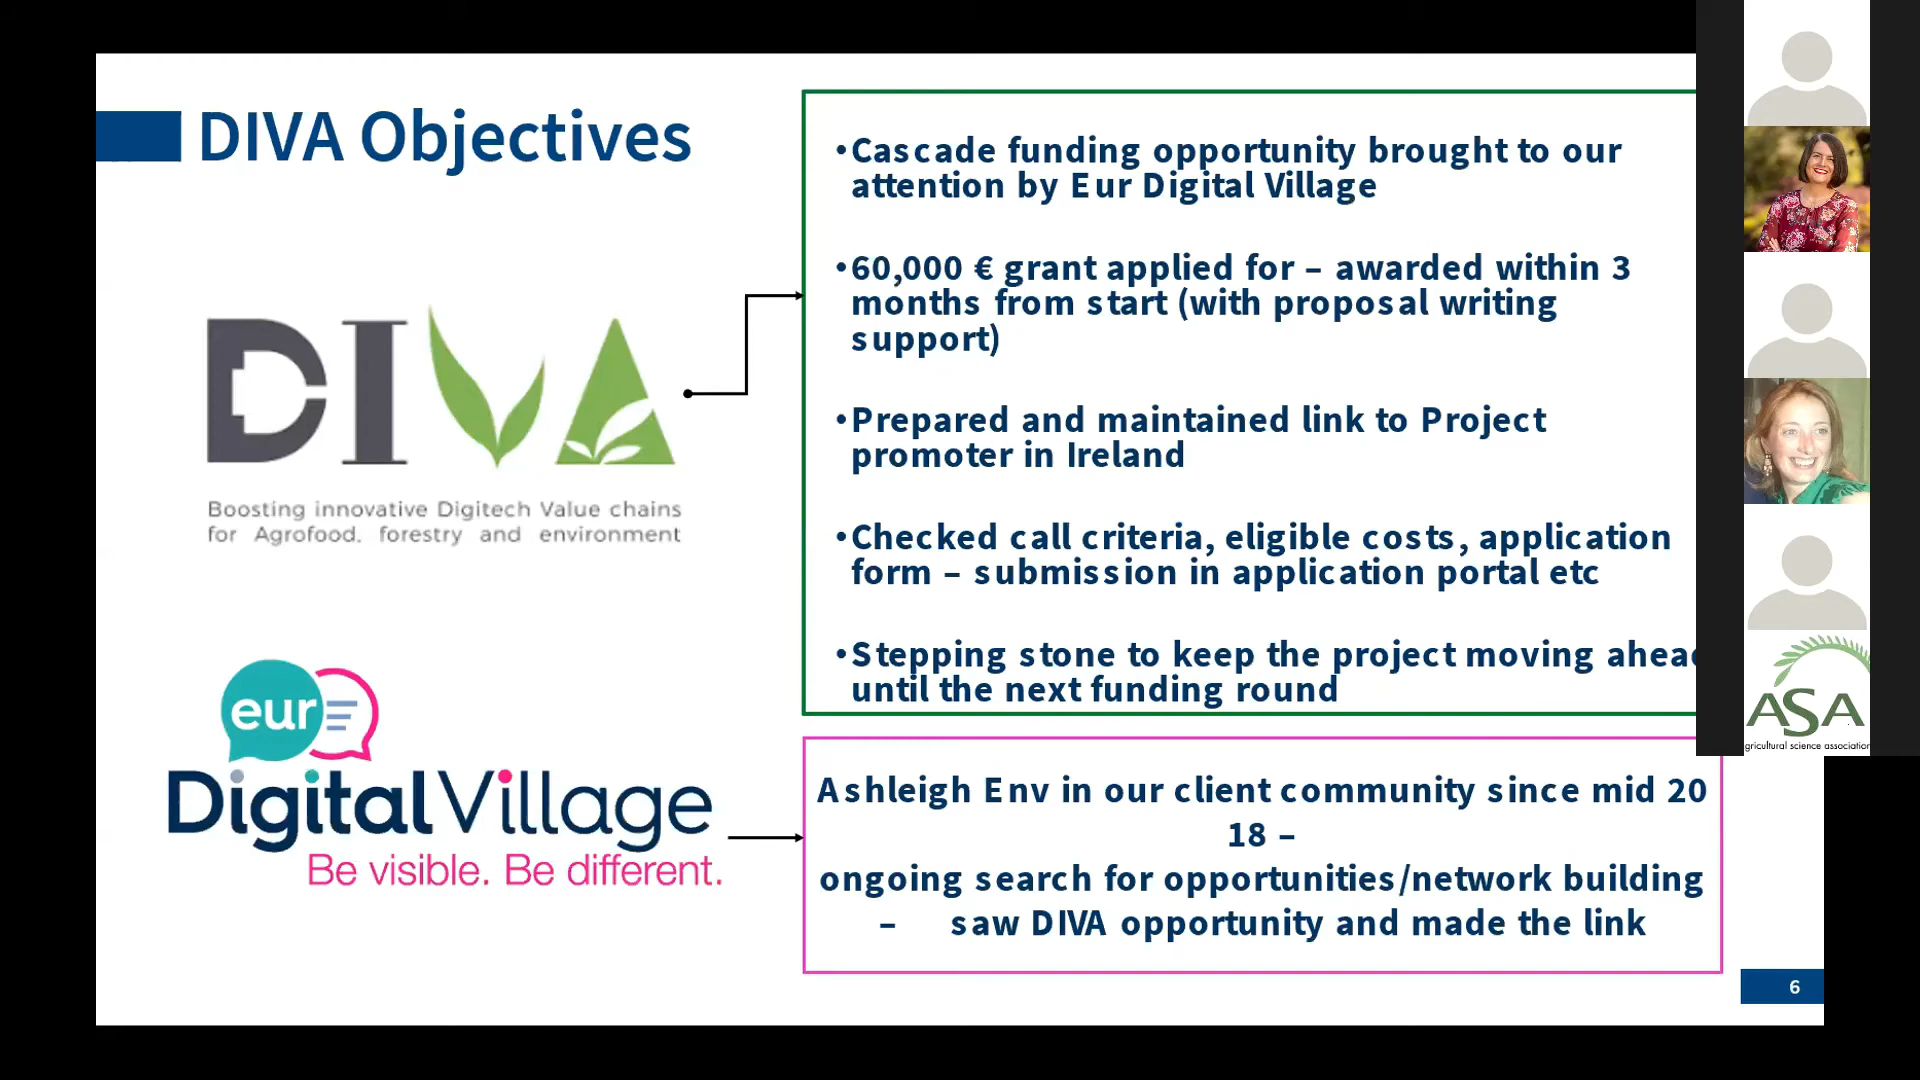 DIVA Objectives
DIVA
Boosting innovative Digitech Value chains
for Agrofood. forestry and environment
eur
Digital Village
Be visible. Be different.
•Cascade funding opportunity brought to our
attention by Eur Digital Village
•60,000 € grant applied for – awarded within 3
months from start (with proposal writing
support)
•Prepared and maintained link to Project
promoter in Ireland
•Checked call criteria, eligible costs, application
form – submission in application portal etc
•Stepping stone to keep the project moving ahea
until the next funding round
Ashleigh Env in our client community since mid 20
18 –
ongoing search for opportunities/network building
– saw DIVA opportunity and made the link
6
ASA
gricultural science association